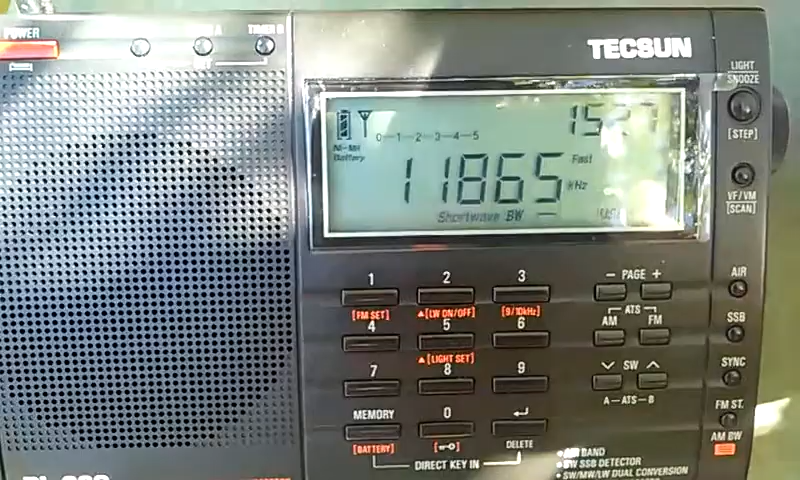 POWER
TECSUN
LIGHT
SNOOZE
[STEP]
0-1-2-3-4-5
Ni-MH
Battery
11865
Fast
kHz
Shortwave BW
VF/VM
[SCAN]
1 2 3
[FM SET] ▲[LW ON/OFF] [9/10kHz]
4 5 6
▲[LIGHT SET]
7 8 9
MEMORY 0 ↵
[BATTERY] DELETE
DIRECT KEY IN
− PAGE +
ATS
AM FM
SW
A—ATS—B
AIR
SSB
SYNC
FM ST.
AM BW
• AIR BAND
• SW SSB DETECTOR
• SW/MW/LW DUAL CONVERSION